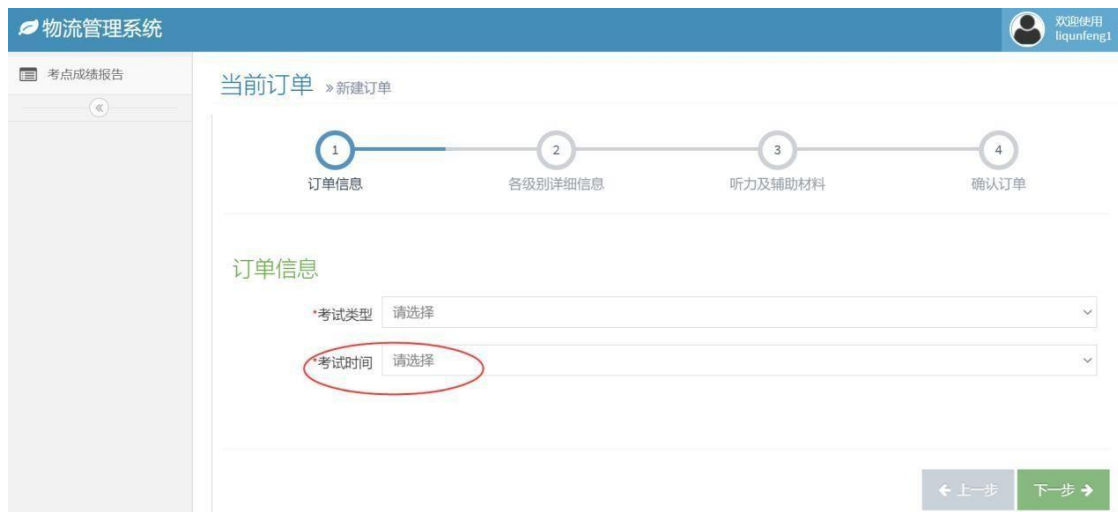 物流管理系统
欢迎使用
liqunfeng1
考点成绩报告
当前订单 »新建订单
1 2 3 4
订单信息 各级别详细信息 听力及辅助材料 确认订单
订单信息
*考试类型 请选择
*考试时间 请选择
上一步 下一步